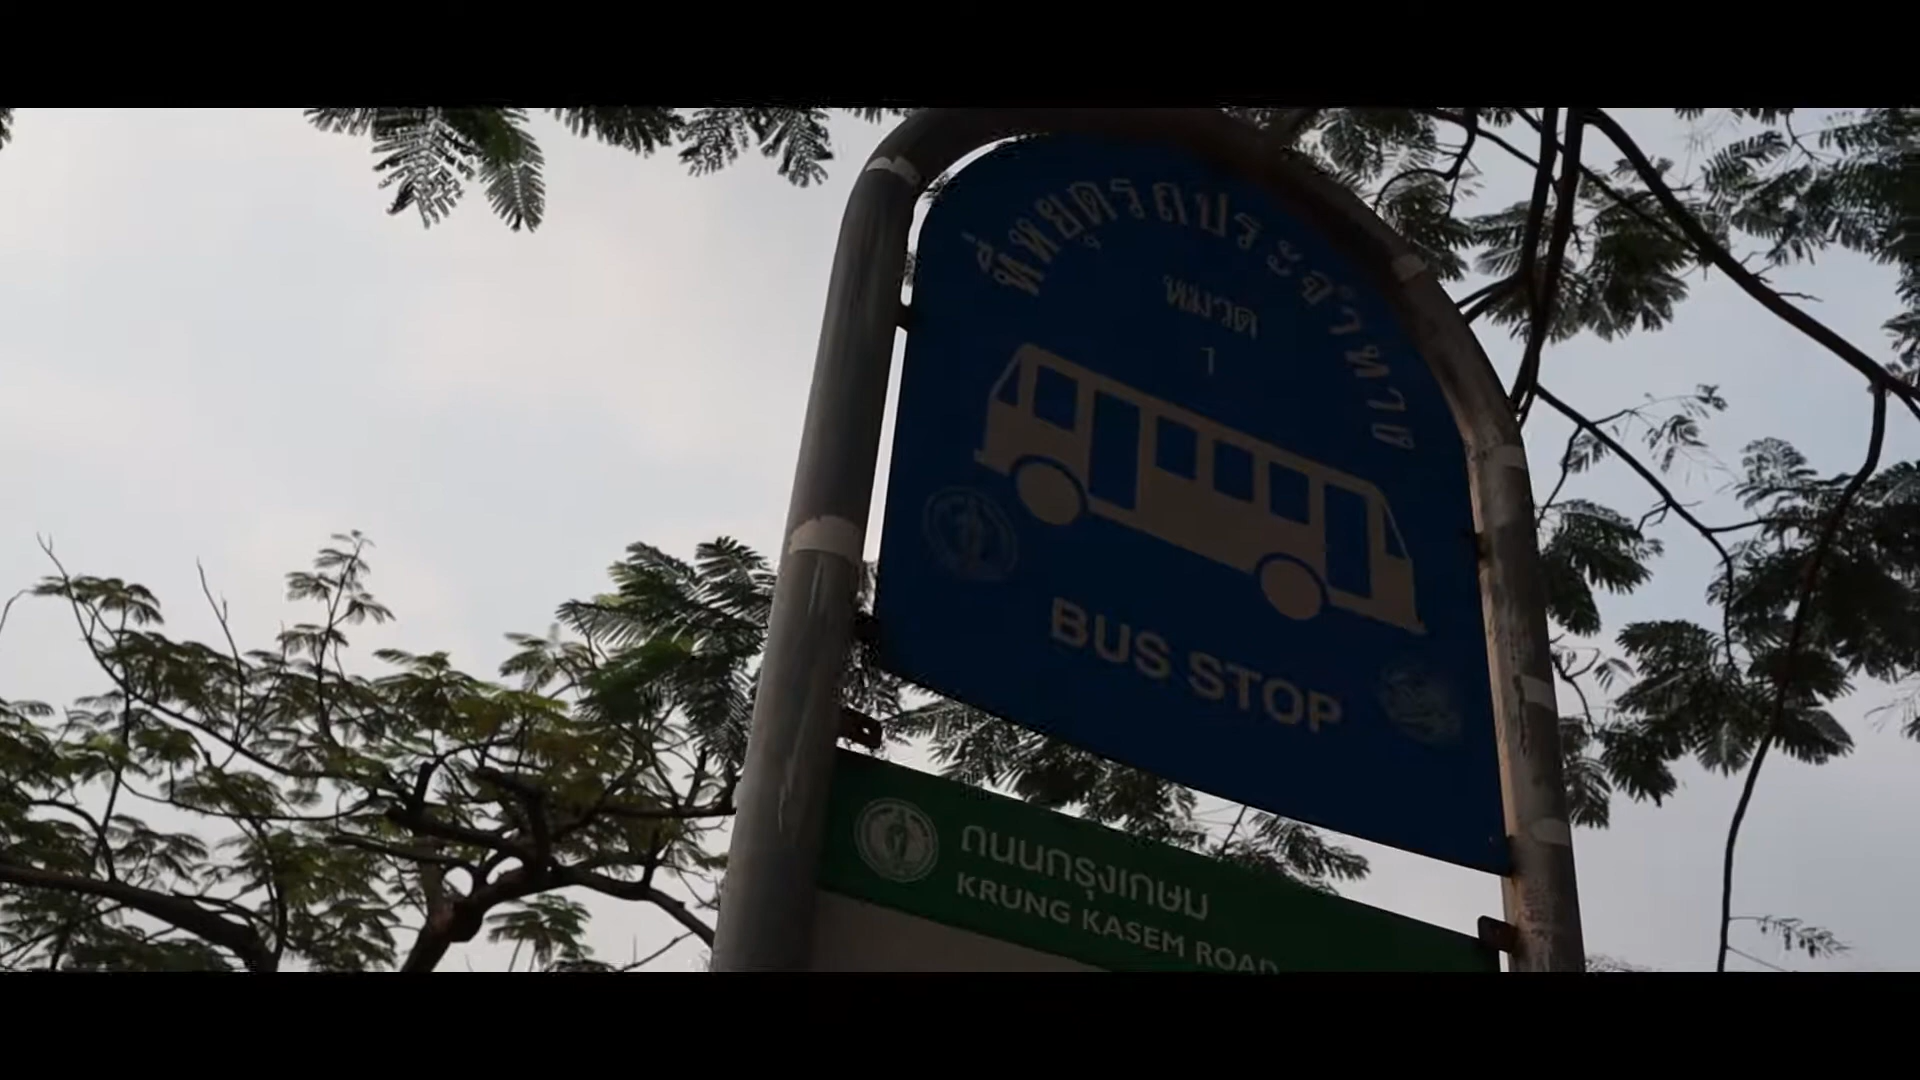 ที่หยุดรถประจำทาง
หมวด
1
BUS STOP
ถนนกรุงเกษม
KRUNG KASEM ROAD